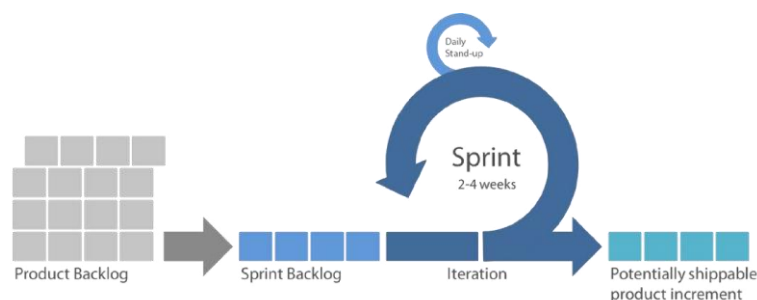 Daily
Stand-up
Sprint
2-4 weeks
Product Backlog
Sprint Backlog
Iteration
Potentially shippable
product increment